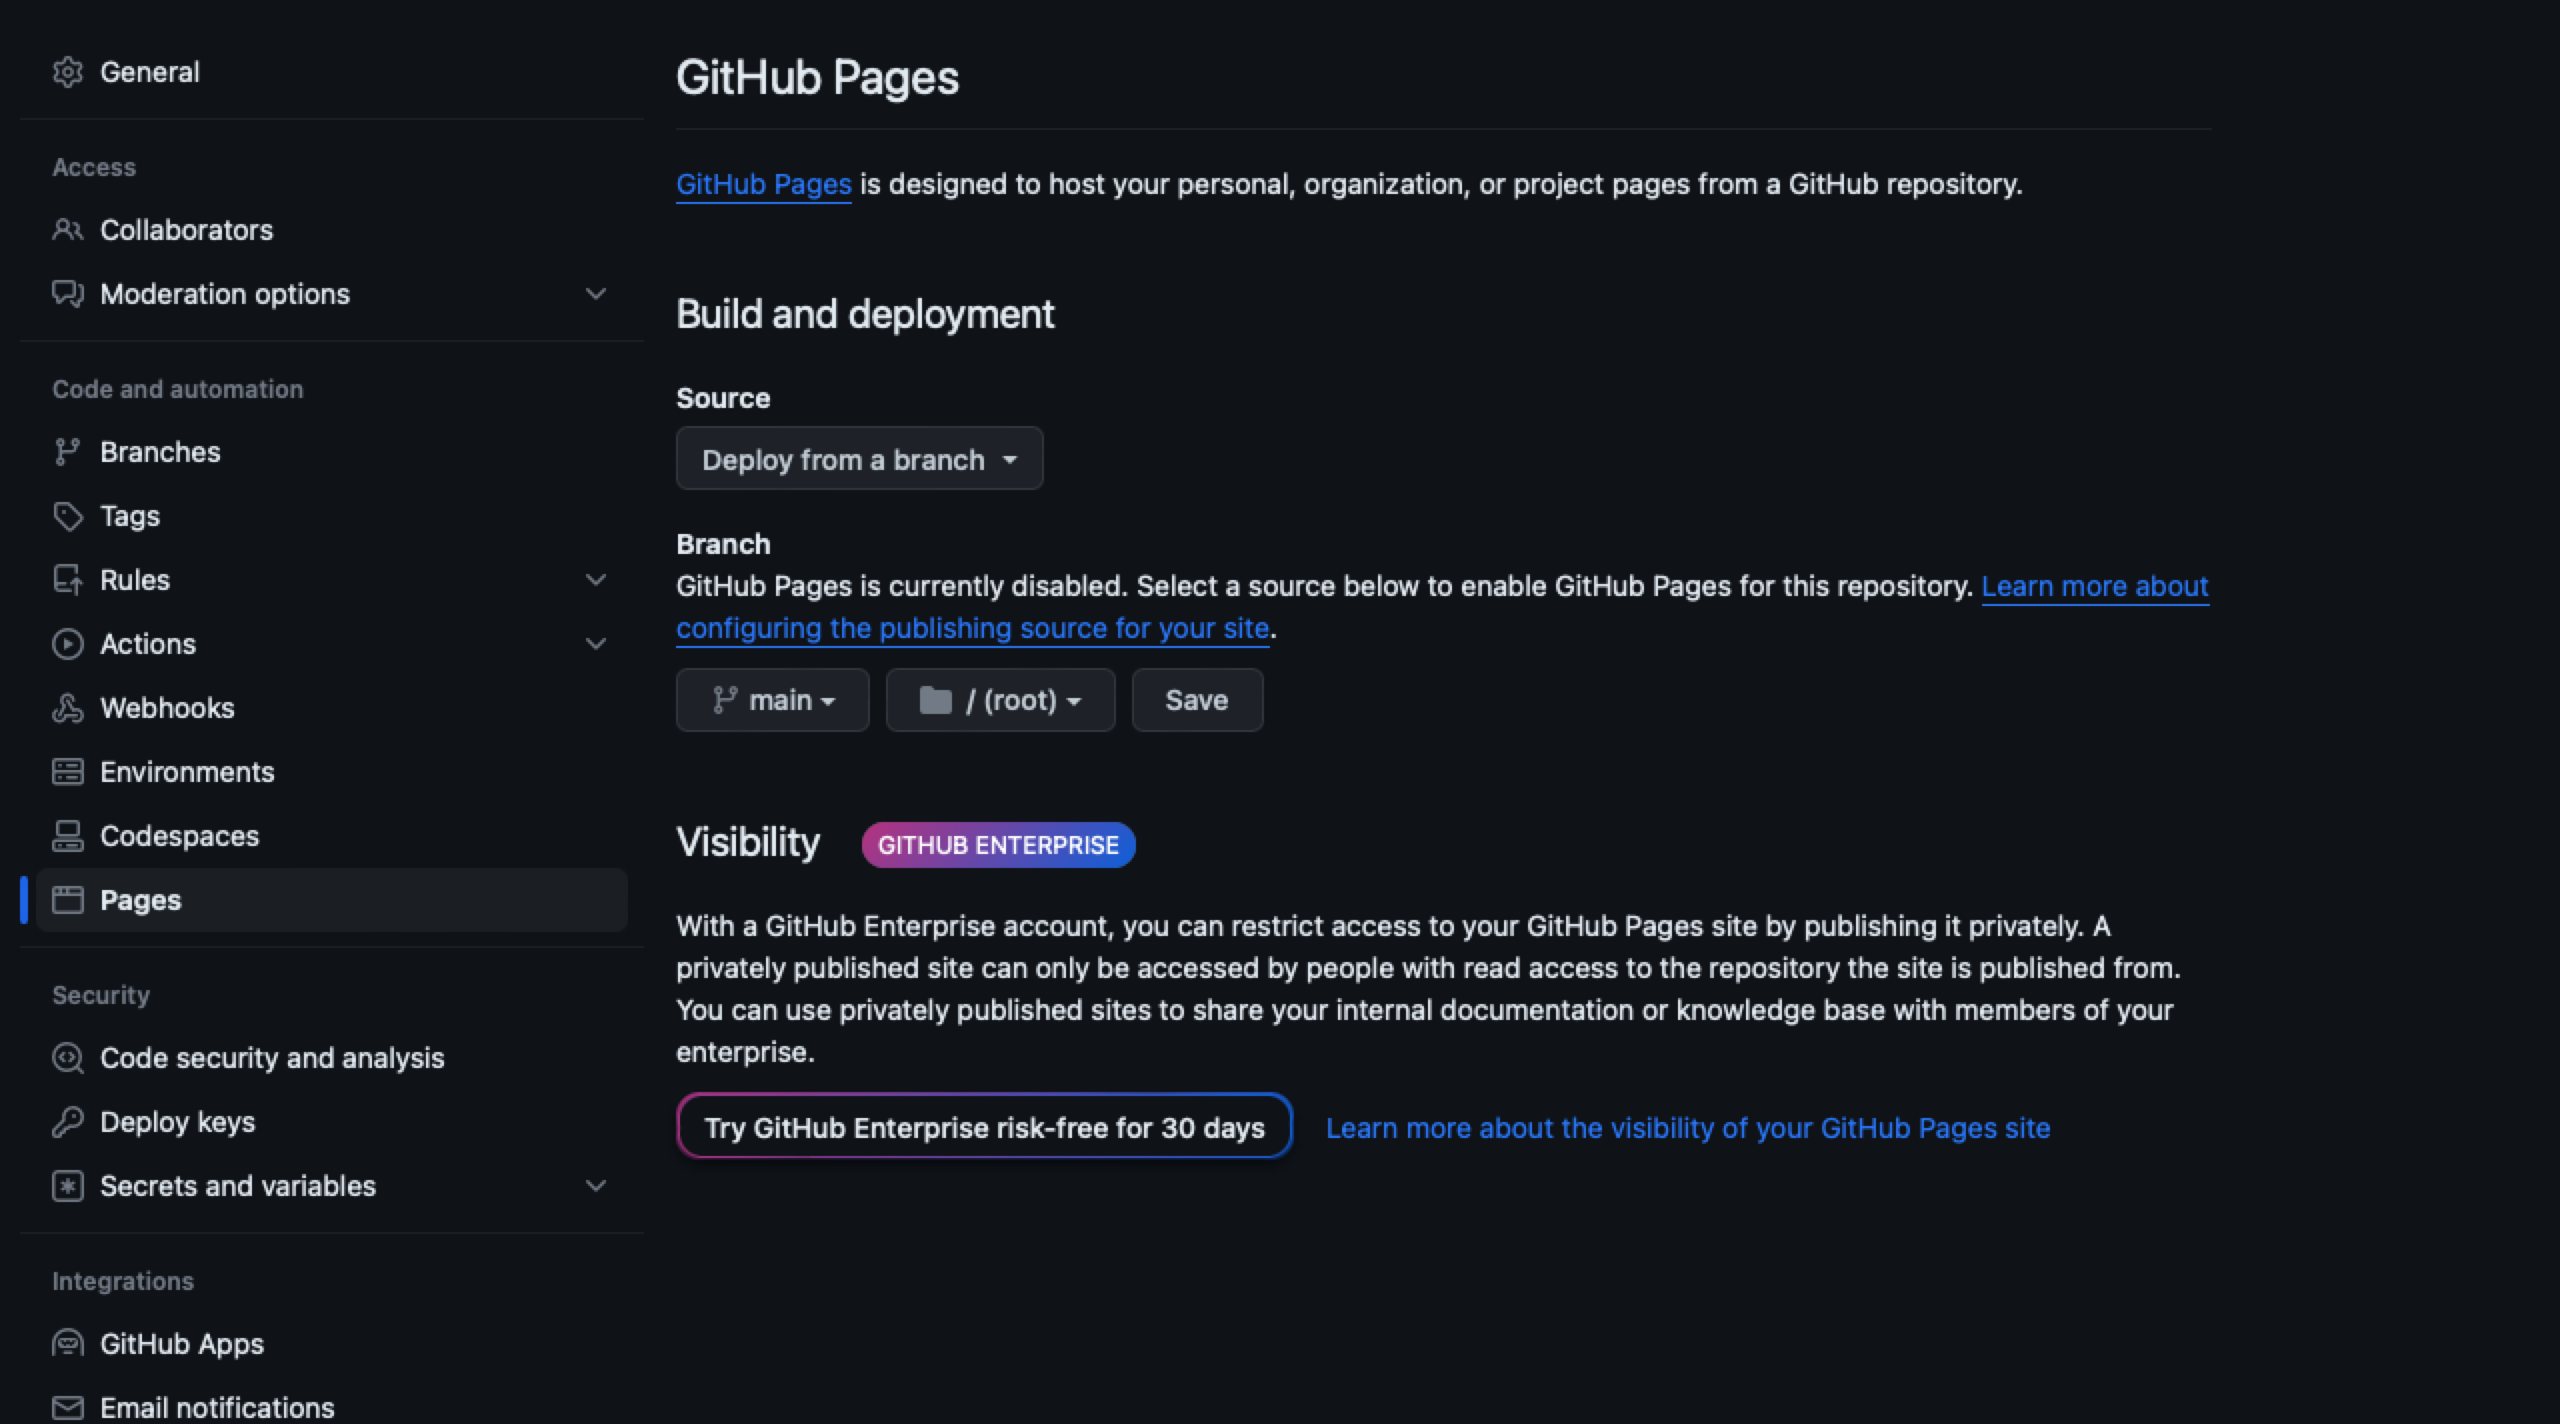 General
Access
Collaborators
Moderation options
Code and automation
Branches
Tags
Rules
Actions
Webhooks
Environments
Codespaces
Pages
Security
Code security and analysis
Deploy keys
Secrets and variables
Integrations
GitHub Apps
Email notifications
GitHub Pages
GitHub Pages is designed to host your personal, organization, or project pages from a GitHub repository.
Build and deployment
Source
Deploy from a branch
Branch
GitHub Pages is currently disabled. Select a source below to enable GitHub Pages for this repository. Learn more about
configuring the publishing source for your site.
main / (root) Save
Visibility GITHUB ENTERPRISE
With a GitHub Enterprise account, you can restrict access to your GitHub Pages site by publishing it privately. A
privately published site can only be accessed by people with read access to the repository the site is published from.
You can use privately published sites to share your internal documentation or knowledge base with members of your
enterprise.
Try GitHub Enterprise risk-free for 30 days Learn more about the visibility of your GitHub Pages site